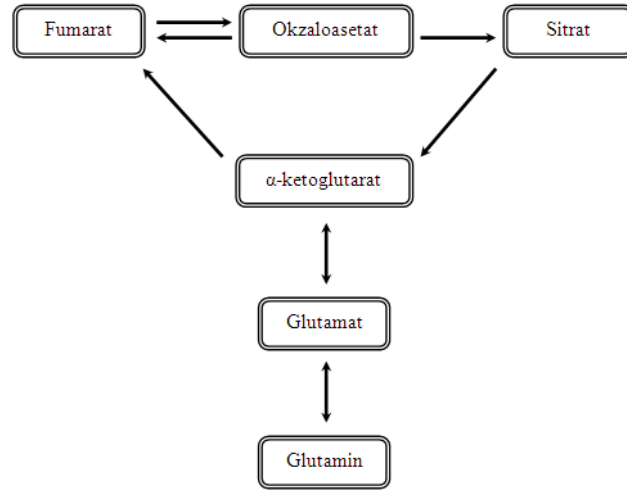 Fumarat
Okzaloasetat
Sitrat
α-ketoglutarat
Glutamat
Glutamin